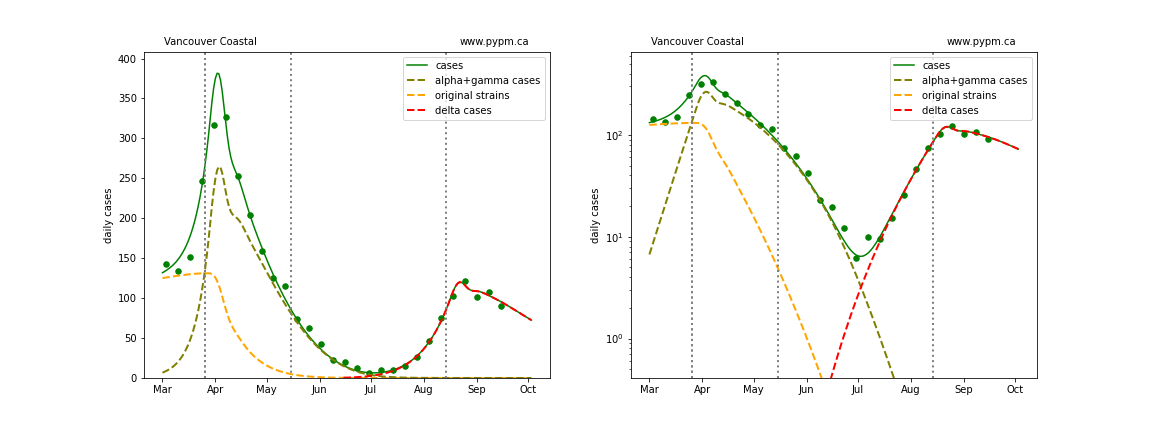 Vancouver Coastal www.pypm.ca
cases
alpha+gamma cases
original strains
delta cases
daily cases
400
350
300
250
200
150
100
50
0
Mar Apr May Jun Jul Aug Sep Oct
Vancouver Coastal www.pypm.ca
cases
alpha+gamma cases
original strains
delta cases
daily cases
10²
10¹
10⁰
Mar Apr May Jun Jul Aug Sep Oct